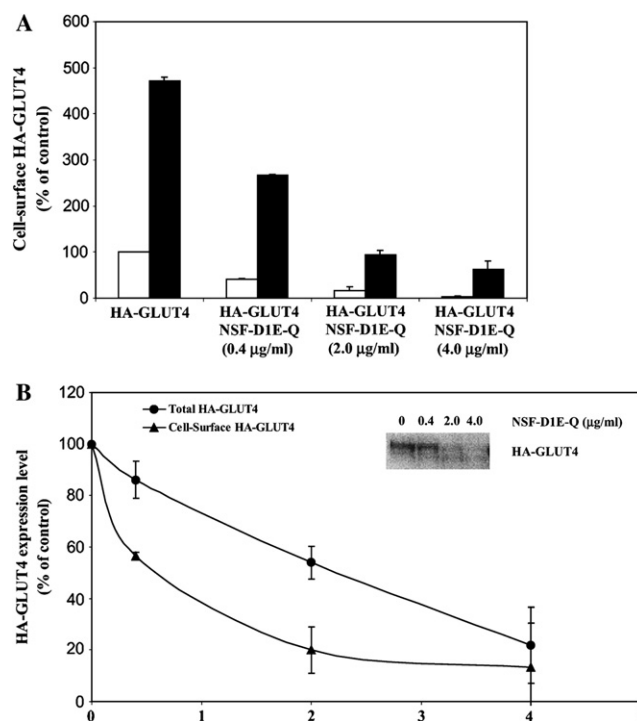 A
Cell-surface HA-GLUT4
(% of control)
600
500
400
300
200
100
0
HA-GLUT4
HA-GLUT4
NSF-D1E-Q
(0.4 µg/ml)
HA-GLUT4
NSF-D1E-Q
(2.0 µg/ml)
HA-GLUT4
NSF-D1E-Q
(4.0 µg/ml)
B
HA-GLUT4 expression level
(% of control)
120
100
80
60
40
20
0
Total HA-GLUT4
Cell-Surface HA-GLUT4
0 0.4 2.0 4.0 NSF-D1E-Q (µg/ml)
HA-GLUT4
0 1 2 3 4